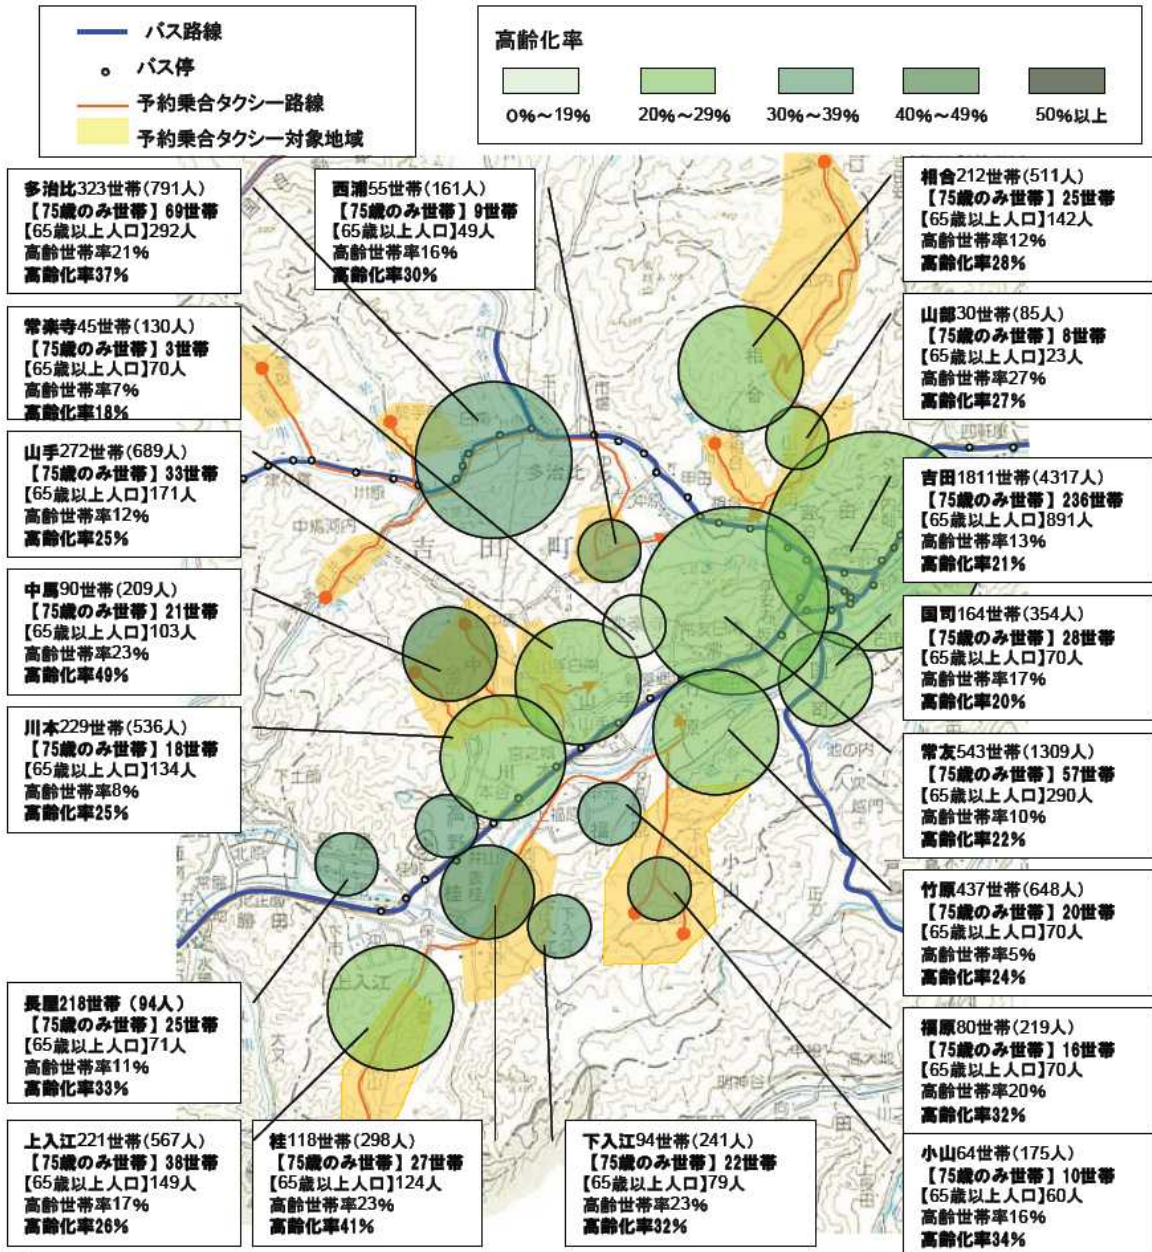 バス路線
バス停
予約乗合タクシー路線
予約乗合タクシー対象地域
高齢化率
0%～19%
20%～29%
30%～39%
40%～49%
50%以上
多治比323世帯(791人)
【75歳のみ世帯】69世帯
【65歳以上人口】292人
高齢世帯率21%
高齢化率37%
西浦55世帯(161人)
【75歳のみ世帯】9世帯
【65歳以上人口】49人
高齢世帯率16%
高齢化率30%
相合212世帯(511人)
【75歳のみ世帯】25世帯
【65歳以上人口】142人
高齢世帯率12%
高齢化率28%
常楽寺45世帯(130人)
【75歳のみ世帯】3世帯
【65歳以上人口】70人
高齢世帯率7%
高齢化率18%
山部30世帯(85人)
【75歳のみ世帯】8世帯
【65歳以上人口】23人
高齢世帯率27%
高齢化率27%
山手272世帯(689人)
【75歳のみ世帯】33世帯
【65歳以上人口】171人
高齢世帯率12%
高齢化率25%
吉田1811世帯(4317人)
【75歳のみ世帯】236世帯
【65歳以上人口】891人
高齢世帯率13%
高齢化率21%
中馬90世帯(209人)
【75歳のみ世帯】21世帯
【65歳以上人口】103人
高齢世帯率23%
高齢化率49%
国司164世帯(354人)
【75歳のみ世帯】28世帯
【65歳以上人口】70人
高齢世帯率17%
高齢化率20%
川本229世帯(536人)
【75歳のみ世帯】18世帯
【65歳以上人口】134人
高齢世帯率8%
高齢化率25%
常友543世帯(1309人)
【75歳のみ世帯】57世帯
【65歳以上人口】290人
高齢世帯率10%
高齢化率22%
竹原437世帯(648人)
【75歳のみ世帯】20世帯
【65歳以上人口】70人
高齢世帯率5%
高齢化率24%
長屋218世帯(94人)
【75歳のみ世帯】25世帯
【65歳以上人口】71人
高齢世帯率11%
高齢化率33%
福原80世帯(219人)
【75歳のみ世帯】16世帯
【65歳以上人口】70人
高齢世帯率20%
高齢化率32%
上入江221世帯(567人)
【75歳のみ世帯】38世帯
【65歳以上人口】149人
高齢世帯率17%
高齢化率26%
桂118世帯(298人)
【75歳のみ世帯】27世帯
【65歳以上人口】124人
高齢世帯率23%
高齢化率41%
下入江94世帯(241人)
【75歳のみ世帯】22世帯
【65歳以上人口】79人
高齢世帯率23%
高齢化率32%
小山64世帯(175人)
【75歳のみ世帯】10世帯
【65歳以上人口】60人
高齢世帯率16%
高齢化率34%
多治比
吉田町
上入江